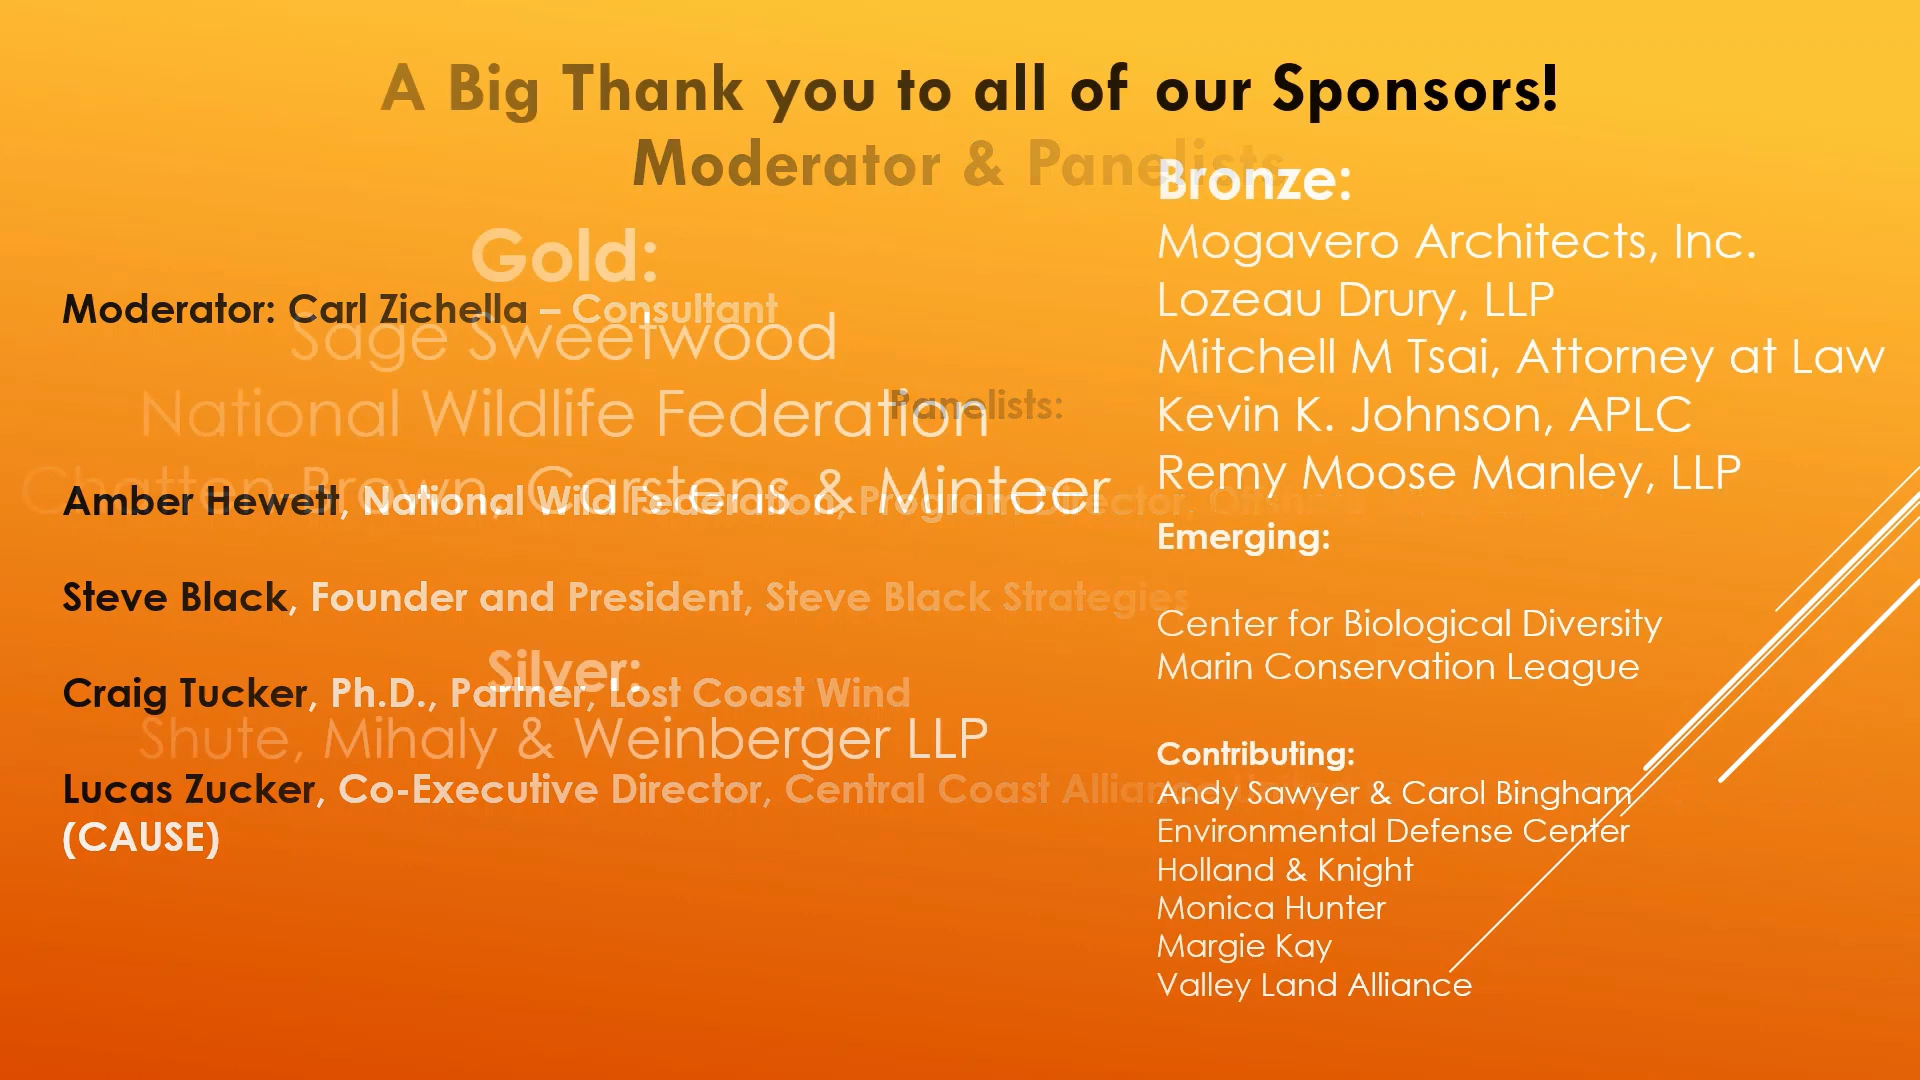 A Big Thank you to all of our Sponsors!
Moderator & Panelists
Gold:
Moderator: Carl Zichella – Consultant
Sage Sweetwood
National Wildlife Federation
Panelists:
Chatten-Brown, Carstens & Minteer
Amber Hewett, National Wild Federation, Program Director, Offshore
Steve Black, Founder and President, Steve Black Strategies
Silver:
Craig Tucker, Ph.D., Partner, Lost Coast Wind
Shute, Mihaly & Weinberger LLP
Lucas Zucker, Co-Executive Director, Central Coast Alliance
(CAUSE)
Bronze:
Mogavero Architects, Inc.
Lozeau Drury, LLP
Mitchell M Tsai, Attorney at Law
Kevin K. Johnson, APLC
Remy Moose Manley, LLP
Emerging:
Center for Biological Diversity
Marin Conservation League
Contributing:
Andy Sawyer & Carol Bingham
Environmental Defense Center
Holland & Knight
Monica Hunter
Margie Kay
Valley Land Alliance